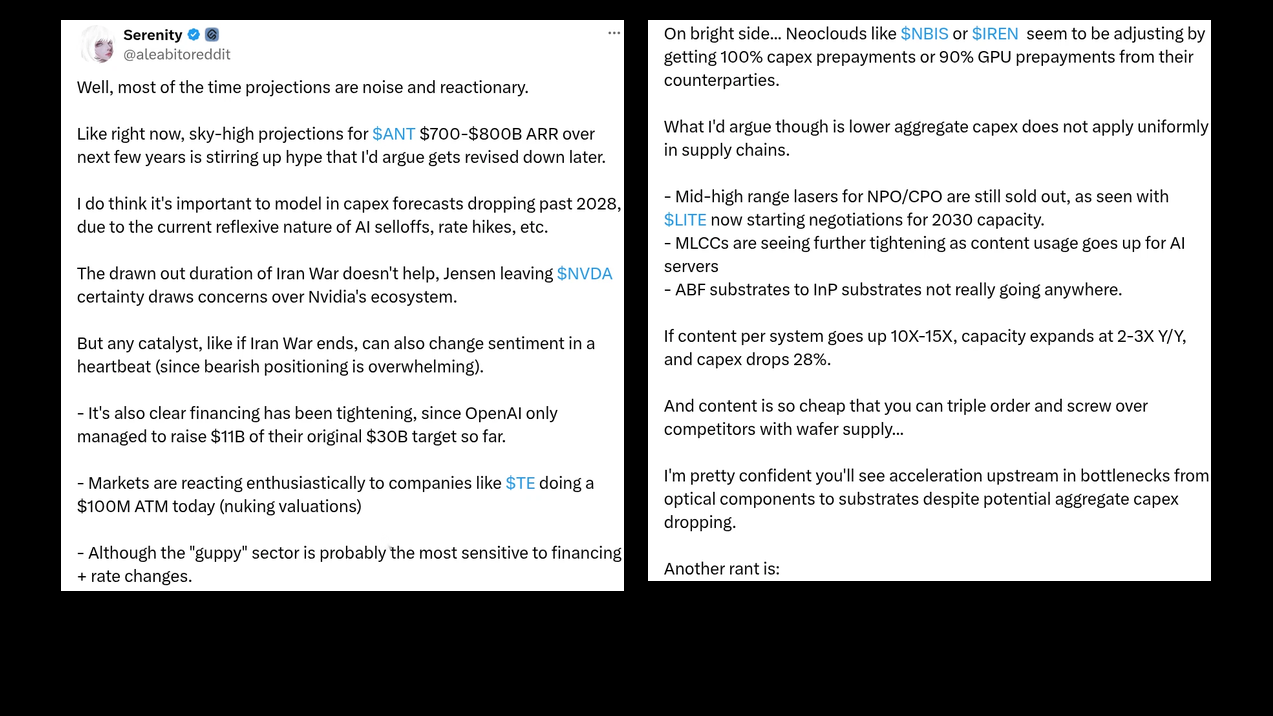 Serenity
@aleabitoreddit
Well, most of the time projections are noise and reactionary.
Like right now, sky-high projections for $ANT $700-$800B ARR over
next few years is stirring up hype that I'd argue gets revised down later.
I do think it's important to model in capex forecasts dropping past 2028,
due to the current reflexive nature of AI selloffs, rate hikes, etc.
The drawn out duration of Iran War doesn't help, Jensen leaving $NVDA
certainty draws concerns over Nvidia's ecosystem.
But any catalyst, like if Iran War ends, can also change sentiment in a
heartbeat (since bearish positioning is overwhelming).
- It's also clear financing has been tightening, since OpenAI only
managed to raise $11B of their original $30B target so far.
- Markets are reacting enthusiastically to companies like $TE doing a
$100M ATM today (nuking valuations)
- Although the "guppy" sector is probably the most sensitive to financing
+ rate changes.
On bright side... Neoclouds like $NBIS or $IREN seem to be adjusting by
getting 100% capex prepayments or 90% GPU prepayments from their
counterparties.
What I'd argue though is lower aggregate capex does not apply uniformly
in supply chains.
- Mid-high range lasers for NPO/CPO are still sold out, as seen with
$LITE now starting negotiations for 2030 capacity.
- MLCCs are seeing further tightening as content usage goes up for AI
servers
- ABF substrates to InP substrates not really going anywhere.
If content per system goes up 10X-15X, capacity expands at 2-3X Y/Y,
and capex drops 28%.
And content is so cheap that you can triple order and screw over
competitors with wafer supply...
I'm pretty confident you'll see acceleration upstream in bottlenecks from
optical components to substrates despite potential aggregate capex
dropping.
Another rant is: